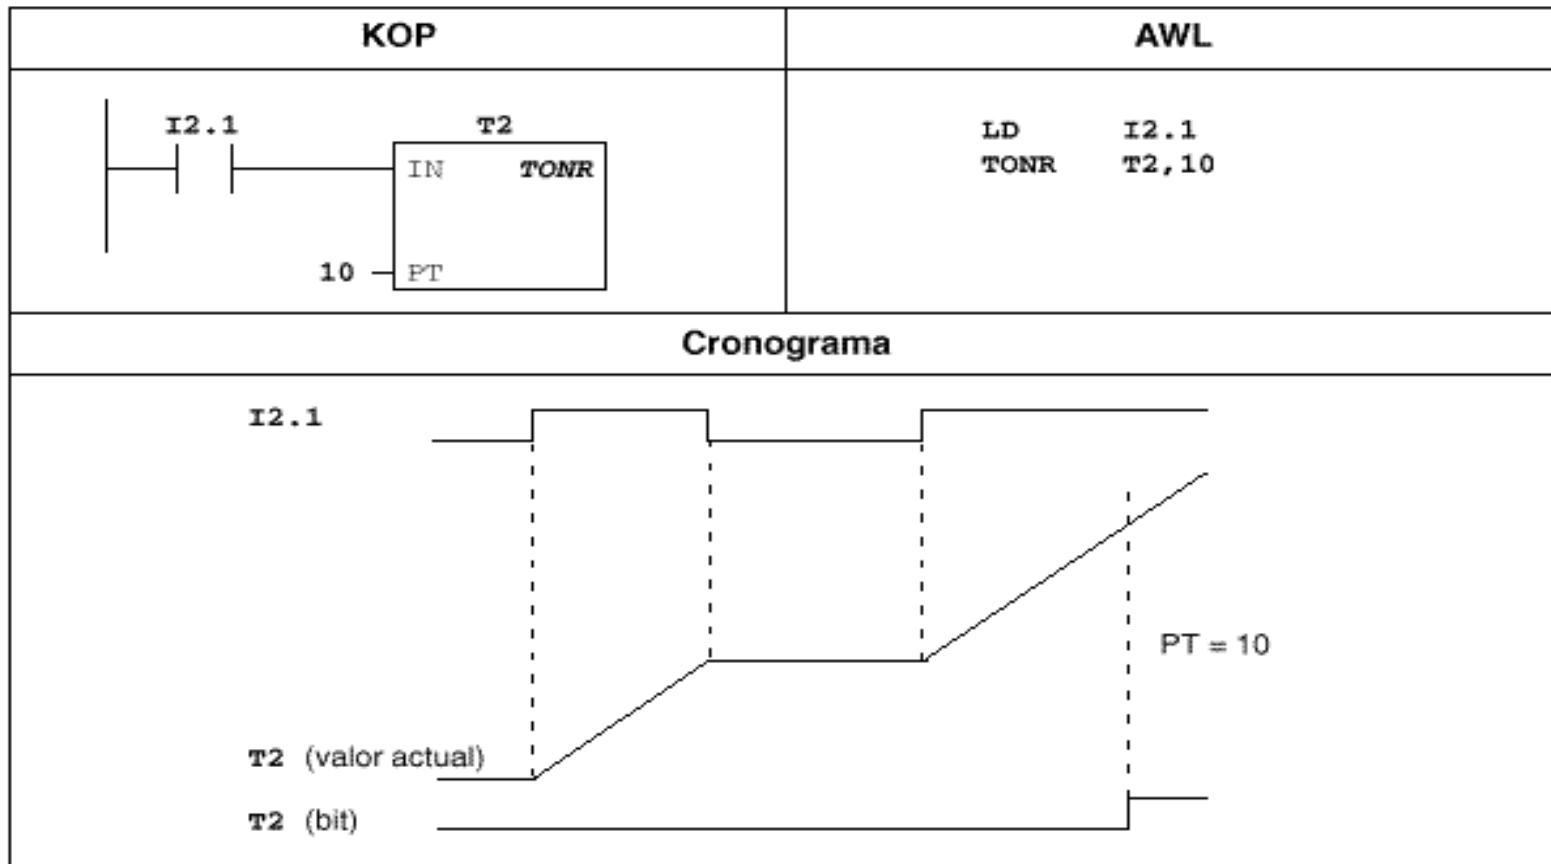 KOP
AWL
I2.1
T2
IN TONR
10 PT
LD I2.1
TONR T2,10
Cronograma
I2.1
PT = 10
T2 (valor actual)
T2 (bit)